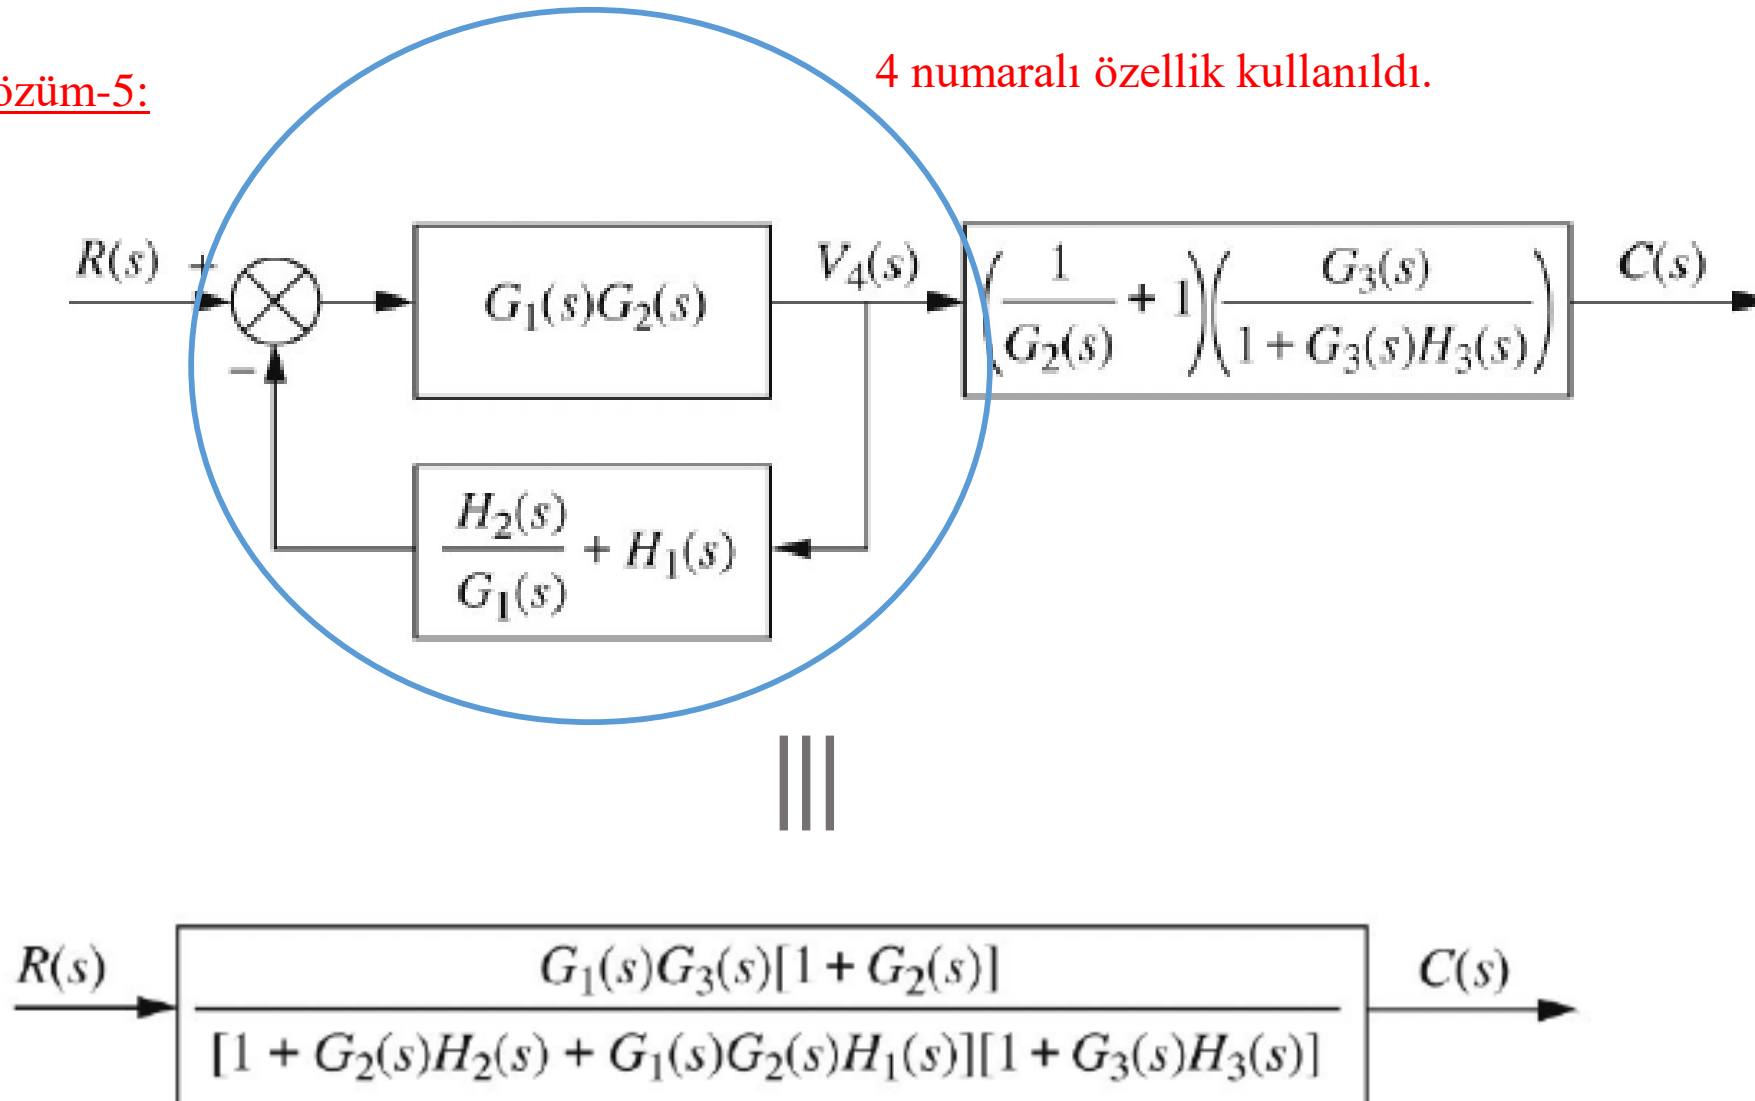 özüm-5:
4 numaralı özellik kullanıldı.
R(s) + G₁(s)G₂(s) V₄(s) (1/G₂(s) + 1)(G₃(s)/(1 + G₃(s)H₃(s))) C(s)
−
H₂(s)/G₁(s) + H₁(s)
R(s) G₁(s)G₃(s)[1 + G₂(s)] C(s)
[1 + G₂(s)H₂(s) + G₁(s)G₂(s)H₁(s)][1 + G₃(s)H₃(s)]